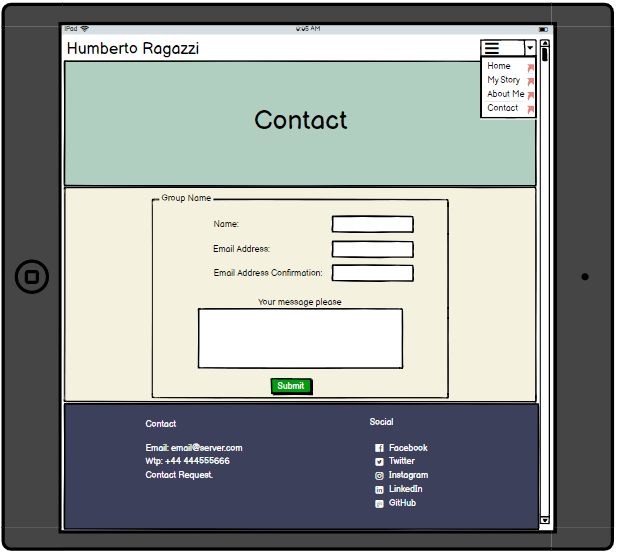 iPad
9:06 AM
Humberto Ragazzi
Home
My Story
About Me
Contact
Contact
Group Name
Name:
Email Address:
Email Address Confirmation:
Your message please
Submit
Contact
Email: email@server.com
Wtp: +44 444555666
Contact Request.
Social
Facebook
Twitter
Instagram
LinkedIn
GitHub